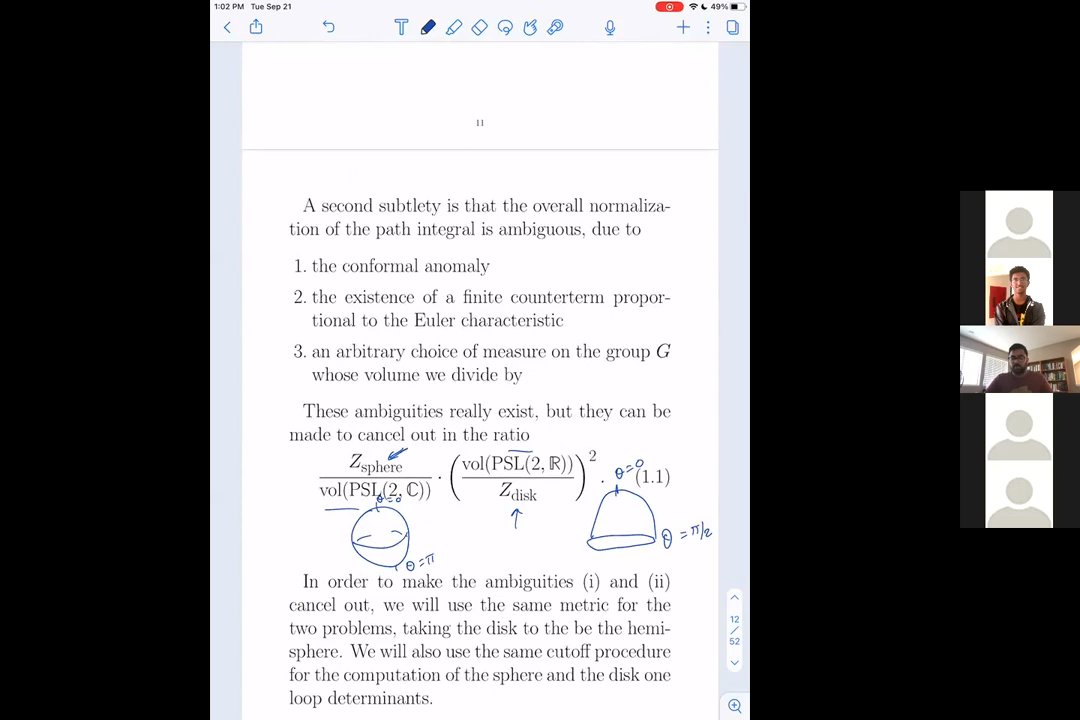 1:02 PM Tue Sep 21
49%
11
A second subtlety is that the overall normaliza-
tion of the path integral is ambiguous, due to
1. the conformal anomaly
2. the existence of a finite counterterm propor-
tional to the Euler characteristic
3. an arbitrary choice of measure on the group G
whose volume we divide by
These ambiguities really exist, but they can be
made to cancel out in the ratio
Z_sphere / vol(PSL(2, ℂ)) · (vol(PSL(2, ℝ)) / Z_disk)^2 . (1.1)
θ=0
θ=0
θ=π/2
θ=π
In order to make the ambiguities (i) and (ii)
cancel out, we will use the same metric for the
two problems, taking the disk to the be the hemi-
sphere. We will also use the same cutoff procedure
for the computation of the sphere and the disk one
loop determinants.
12
/
52